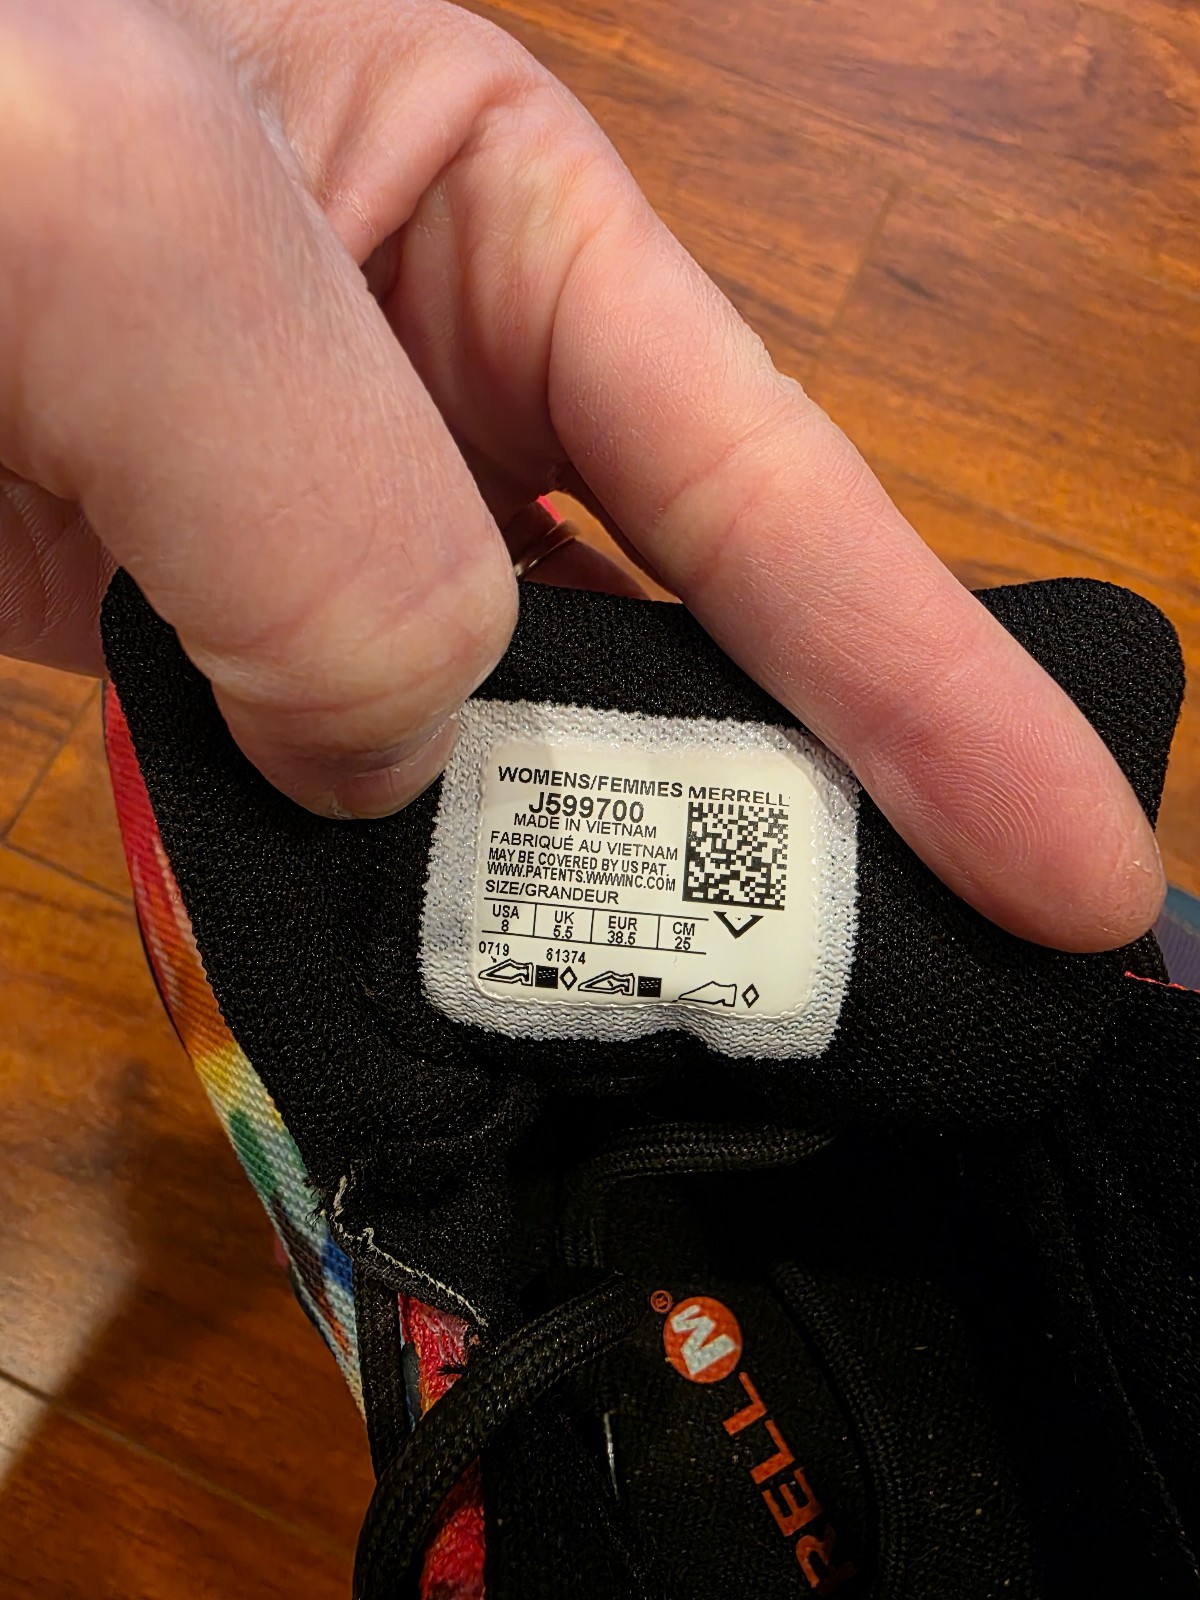 WOMENS/FEMMES MERRELL
J599700
MADE IN VIETNAM
FABRIQUÉ AU VIETNAM
MAY BE COVERED BY US PAT.
WWW.PATENTS.WWWINC.COM
SIZE/GRANDEUR
USA UK EUR CM
8 5.5 38.5 25
0719 61374
M®
RELL